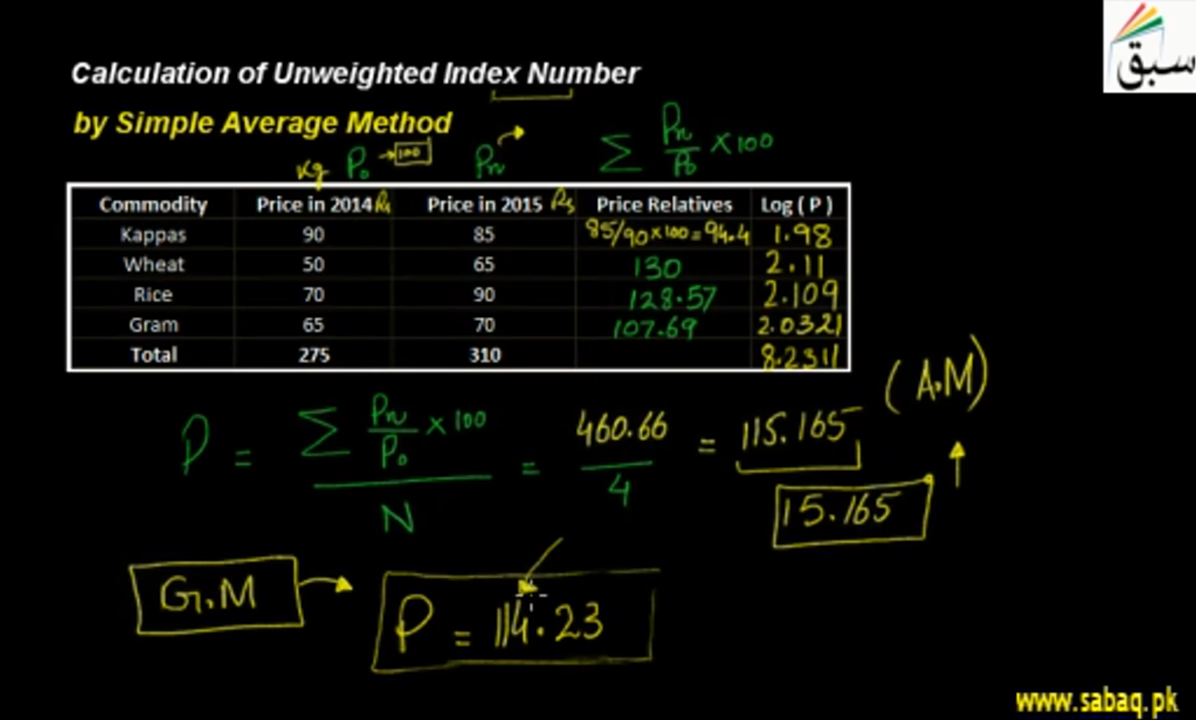 سبق
Calculation of Unweighted Index Number
by Simple Average Method
Kg P₀ → 100 Pn Σ Pn/P₀ × 100
Commodity Price in 2014 Rs Price in 2015 Rs Price Relatives Log ( P )
Kappas 90 85 85/90 × 100 = 94.4 1.98
Wheat 50 65 130 2.11
Rice 70 90 128.57 2.109
Gram 65 70 107.69 2.0321
Total 275 310 8.2311
P = Σ Pn/P₀ × 100 / N = 460.66 / 4 = 115.165 (A.M)
15.165
G.M → P = 114.23
www.sabaq.pk